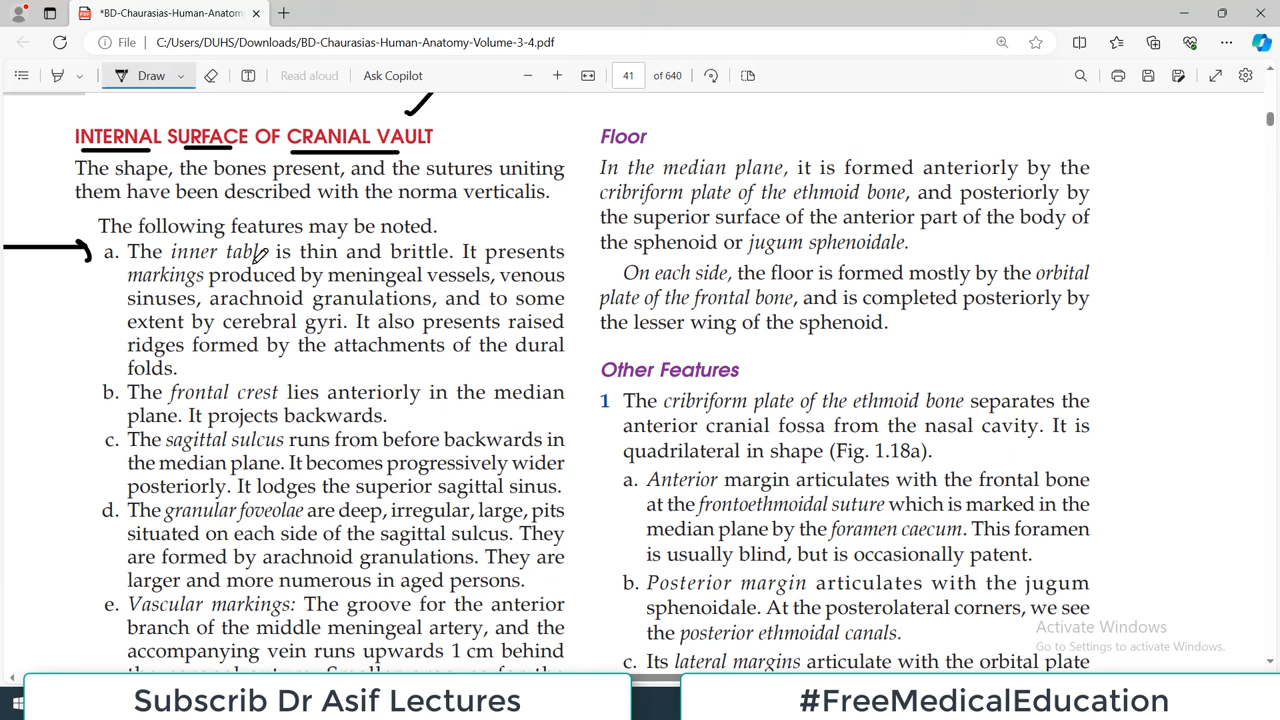 *BD-Chaurasias-Human-Anatomy-
File
C:/Users/DUHS/Downloads/BD-Chaurasias-Human-Anatomy-Volume-3-4.pdf
Draw
Read aloud
Ask Copilot
41
of 640
INTERNAL SURFACE OF CRANIAL VAULT
The shape, the bones present, and the sutures uniting
them have been described with the norma verticalis.
The following features may be noted.
a. The inner table is thin and brittle. It presents
markings produced by meningeal vessels, venous
sinuses, arachnoid granulations, and to some
extent by cerebral gyri. It also presents raised
ridges formed by the attachments of the dural
folds.
b. The frontal crest lies anteriorly in the median
plane. It projects backwards.
c. The sagittal sulcus runs from before backwards in
the median plane. It becomes progressively wider
posteriorly. It lodges the superior sagittal sinus.
d. The granular foveolae are deep, irregular, large, pits
situated on each side of the sagittal sulcus. They
are formed by arachnoid granulations. They are
larger and more numerous in aged persons.
e. Vascular markings: The groove for the anterior
branch of the middle meningeal artery, and the
accompanying vein runs upwards 1 cm behind
Floor
In the median plane, it is formed anteriorly by the
cribriform plate of the ethmoid bone, and posteriorly by
the superior surface of the anterior part of the body of
the sphenoid or jugum sphenoidale.
On each side, the floor is formed mostly by the orbital
plate of the frontal bone, and is completed posteriorly by
the lesser wing of the sphenoid.
Other Features
1 The cribriform plate of the ethmoid bone separates the
anterior cranial fossa from the nasal cavity. It is
quadrilateral in shape (Fig. 1.18a).
a. Anterior margin articulates with the frontal bone
at the frontoethmoidal suture which is marked in the
median plane by the foramen caecum. This foramen
is usually blind, but is occasionally patent.
b. Posterior margin articulates with the jugum
sphenoidale. At the posterolateral corners, we see
the posterior ethmoidal canals.
c. Its lateral margins articulate with the orbital plate
Activate Windows
Go to Settings to activate Windows.
Subscrib Dr Asif Lectures
#FreeMedicalEducation